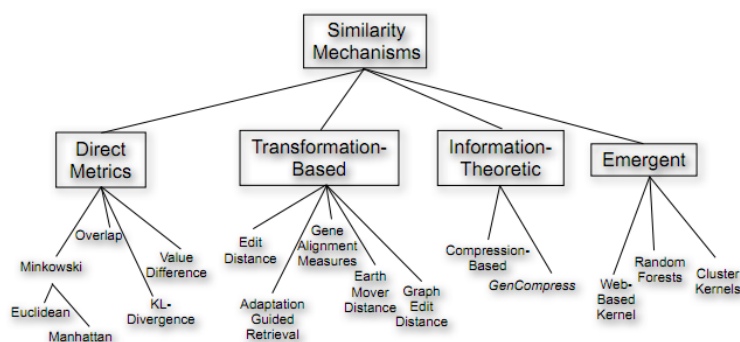 Similarity
Mechanisms
Direct
Metrics
Transformation-
Based
Information-
Theoretic
Emergent
Overlap
Minkowski
Value
Difference
Euclidean
Manhattan
KL-
Divergence
Edit
Distance
Gene
Alignment
Measures
Adaptation
Guided
Retrieval
Earth
Mover
Distance
Graph
Edit
Distance
Compression-
Based
GenCompress
Web-
Based
Kernel
Random
Forests
Cluster
Kernels